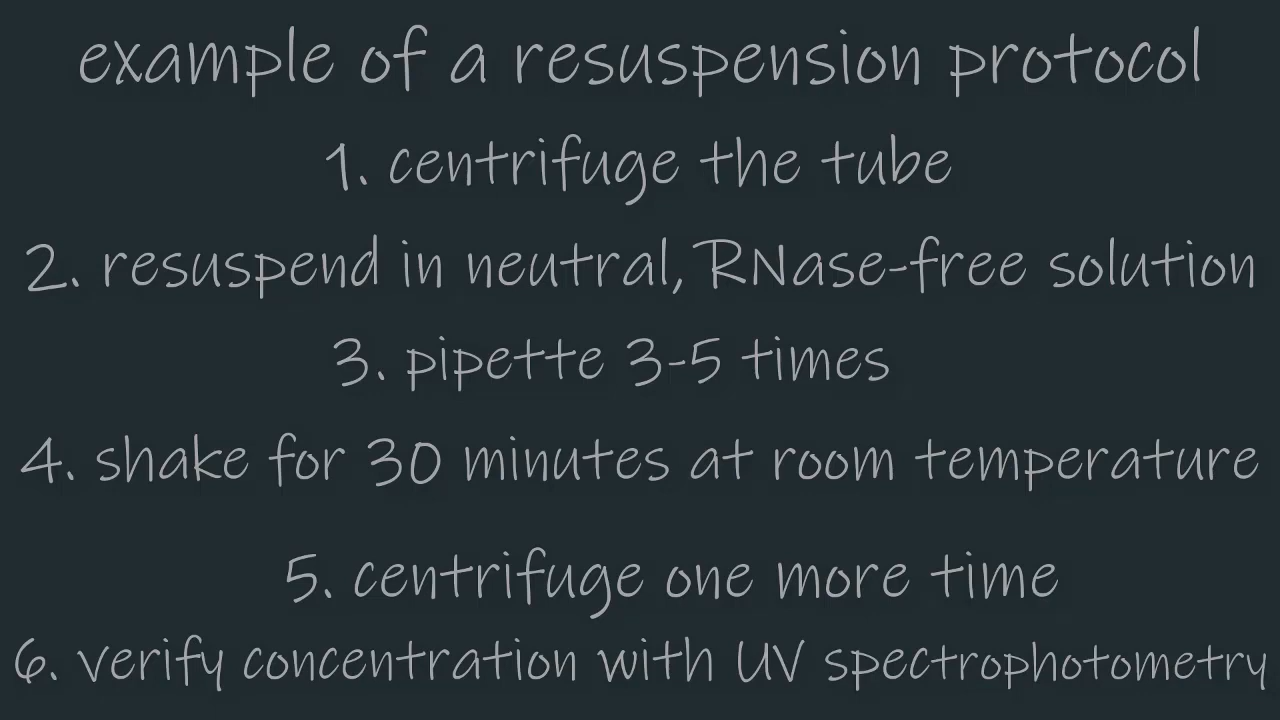 example of a resuspension protocol
1. centrifuge the tube
2. resuspend in neutral, RNase-free solution
3. pipette 3-5 times
4. shake for 30 minutes at room temperature
5. centrifuge one more time
6. verify concentration with UV spectrophotometry